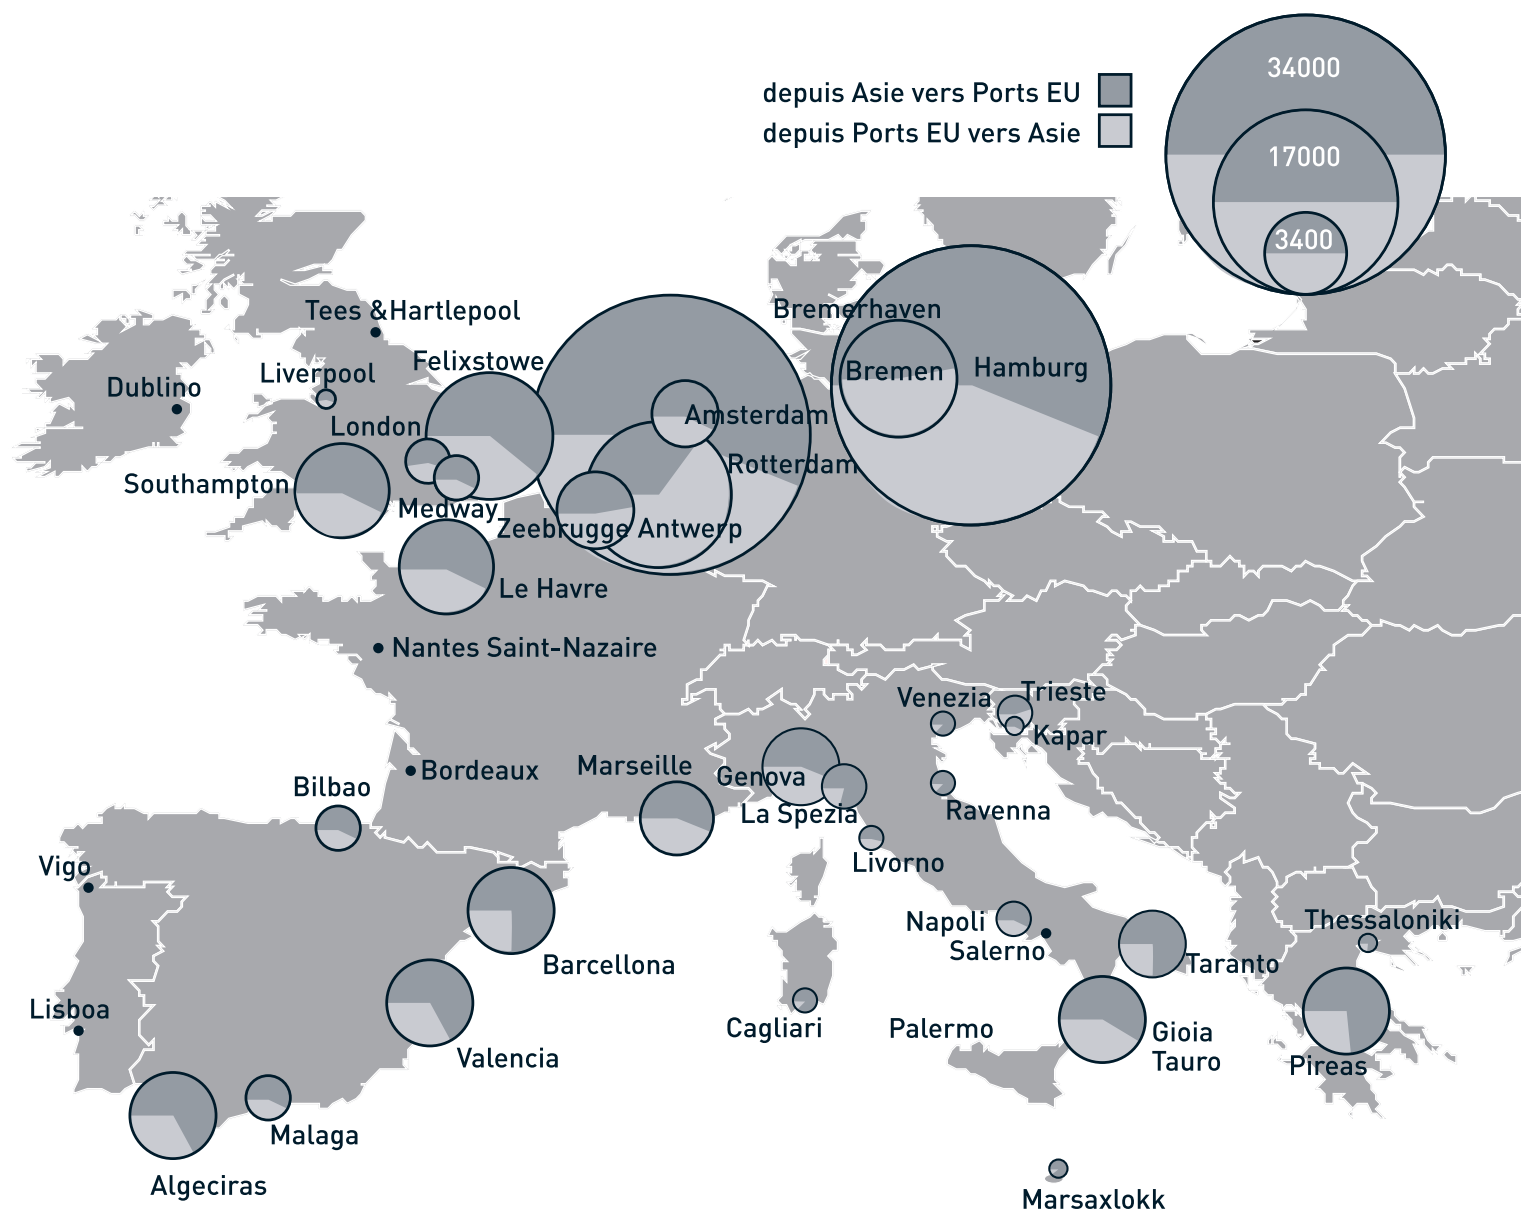 34000
depuis Asie vers Ports EU
depuis Ports EU vers Asie
17000
3400
Tees &Hartlepool
Bremerhaven
Felixstowe
Liverpool
Bremen
Hamburg
Dublino
London
Amsterdam
Rotterdam
Southampton
Medway
Zeebrugge
Antwerp
Le Havre
Nantes Saint-Nazaire
Venezia
Trieste
Kapar
Bordeaux
Marseille
Genova
Bilbao
La Spezia
Ravenna
Livorno
Vigo
Napoli
Salerno
Thessaloniki
Barcellona
Taranto
Lisboa
Cagliari
Palermo
Gioia
Tauro
Valencia
Pireas
Malaga
Algeciras
Marsaxlokk